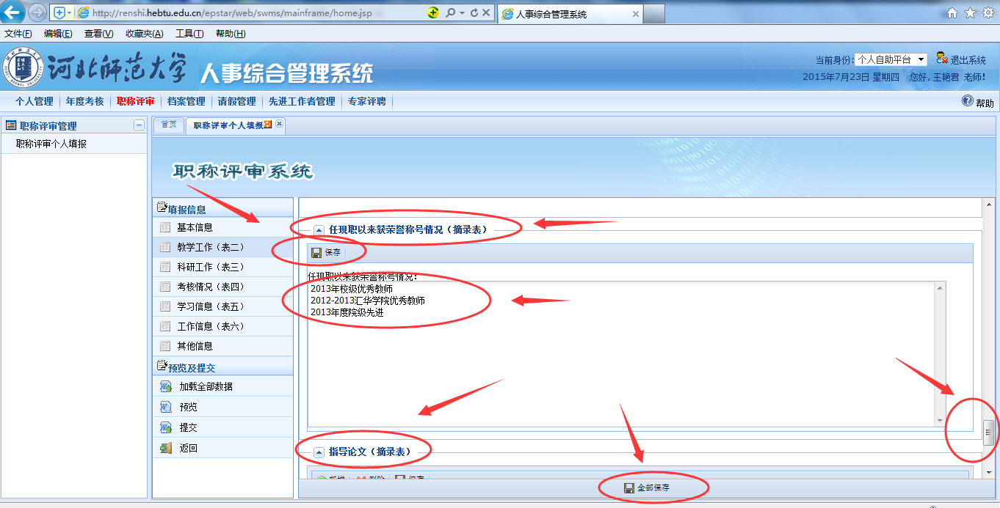 http://renshi.hebtu.edu.cn/epstar/web/swms/mainframe/home.jsp
人事综合管理系统
文件(F) 编辑(E) 查看(V) 收藏夹(A) 工具(T) 帮助(H)
河北师范大学 人事综合管理系统
当前身份: 个人自助平台 退出系统
2015年7月23日 星期四 您好, 王艳君 老师!
个人管理 年度考核 职称评审 档案管理 请假管理 先进工作者管理 专家评聘 帮助
职称评审管理
职称评审个人填报
首页 职称评审个人填报
职称评审系统
填报信息
基本信息
教学工作（表二）
科研工作（表三）
考核情况（表四）
学习信息（表五）
工作信息（表六）
其他信息
预览及提交
加载全部数据
预览
提交
返回
任现职以来获荣誉称号情况（摘录表）
保存
任现职以来获荣誉称号情况:
2013年校级优秀教师
2012-2013汇华学院优秀教师
2013年度院级先进
指导论文（摘录表）
新增 删除 保存
全部保存